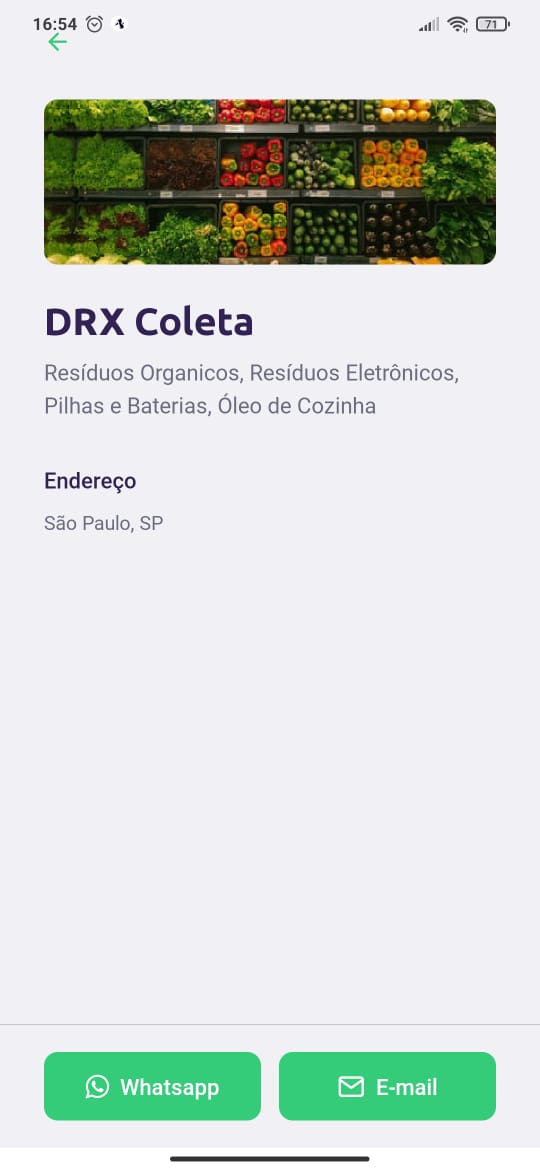 16:54
71
DRX Coleta
Resíduos Organicos, Resíduos Eletrônicos,
Pilhas e Baterias, Óleo de Cozinha
Endereço
São Paulo, SP
Whatsapp
E-mail